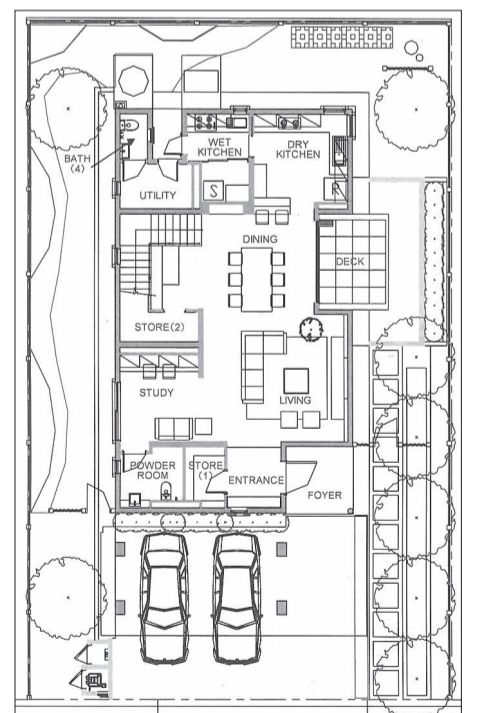 WET
KITCHEN
DRY
KITCHEN
BATH
(4)
UTILITY
S
R
DINING
DECK
STORE(2)
STUDY
LIVING
POWDER
ROOM
STORE
(1)
ENTRANCE
FOYER